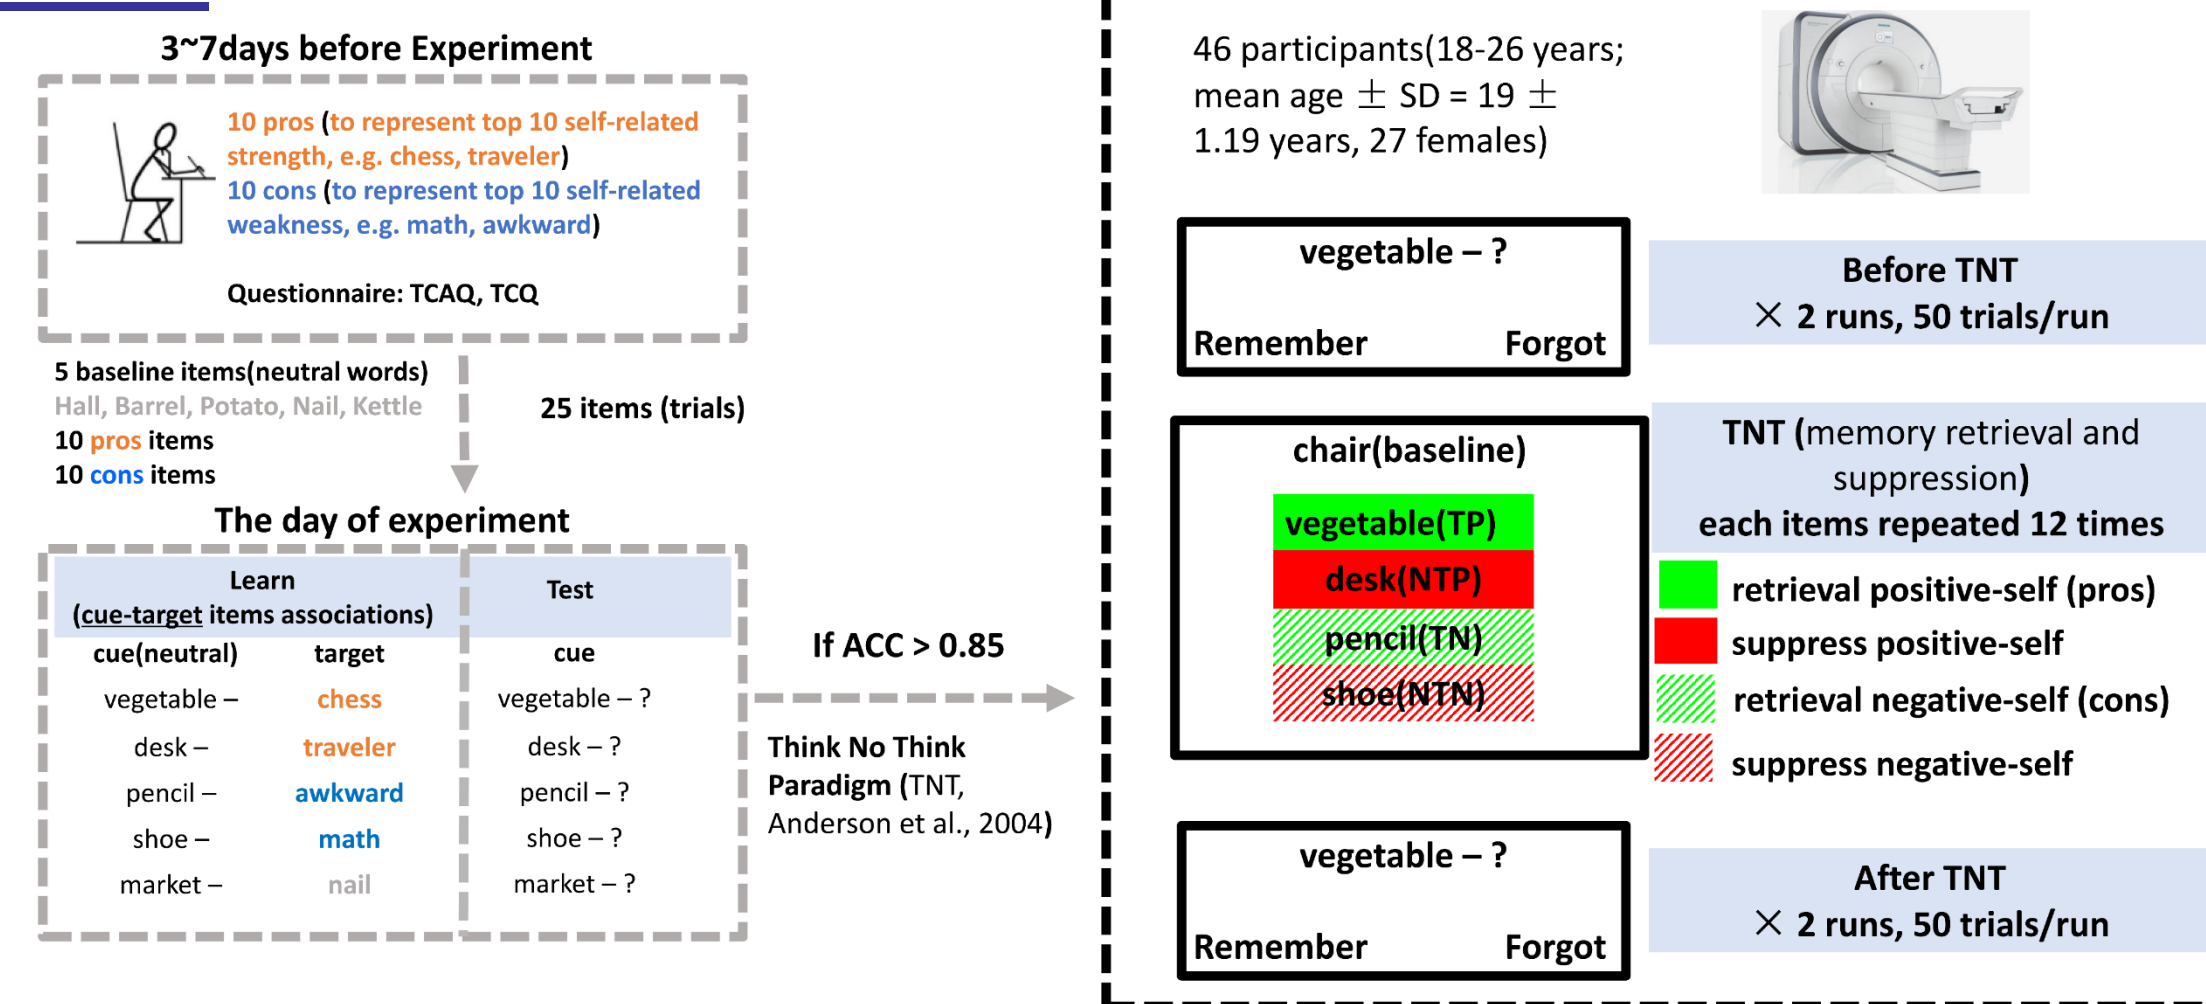 3~7days before Experiment
10 pros (to represent top 10 self-related
strength, e.g. chess, traveler)
10 cons (to represent top 10 self-related
weakness, e.g. math, awkward)
Questionnaire: TCAQ, TCQ
5 baseline items(neutral words)
Hall, Barrel, Potato, Nail, Kettle
10 pros items
10 cons items
25 items (trials)
The day of experiment
Learn
(cue-target items associations)
Test
cue(neutral) target cue
vegetable – chess vegetable – ?
desk – traveler desk – ?
pencil – awkward pencil – ?
shoe – math shoe – ?
market – nail market – ?
If ACC > 0.85
Think No Think
Paradigm (TNT,
Anderson et al., 2004)
46 participants(18-26 years;
mean age ± SD = 19 ±
1.19 years, 27 females)
vegetable – ?
Remember Forgot
Before TNT
× 2 runs, 50 trials/run
chair(baseline)
vegetable(TP)
desk(NTP)
pencil(TN)
shoe(NTN)
TNT (memory retrieval and
suppression)
each items repeated 12 times
retrieval positive-self (pros)
suppress positive-self
retrieval negative-self (cons)
suppress negative-self
vegetable – ?
Remember Forgot
After TNT
× 2 runs, 50 trials/run